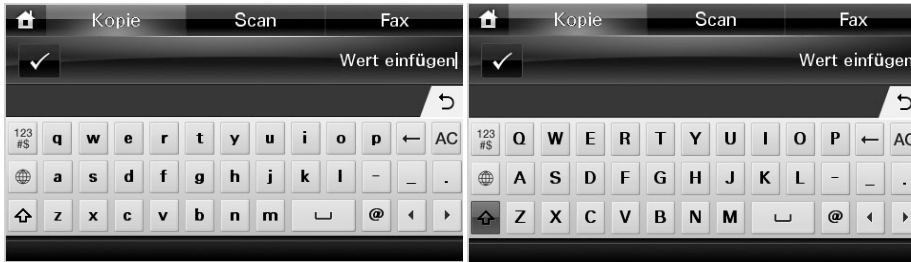 Kopie Scan Fax
Wert einfügen
123 #$ q w e r t y u i o p ← AC
a s d f g h j k l - _ .
z x c v b n m @
Kopie Scan Fax
Wert einfügen
123 #$ Q W E R T Y U I O P ← AC
A S D F G H J K L - _ .
Z X C V B N M @